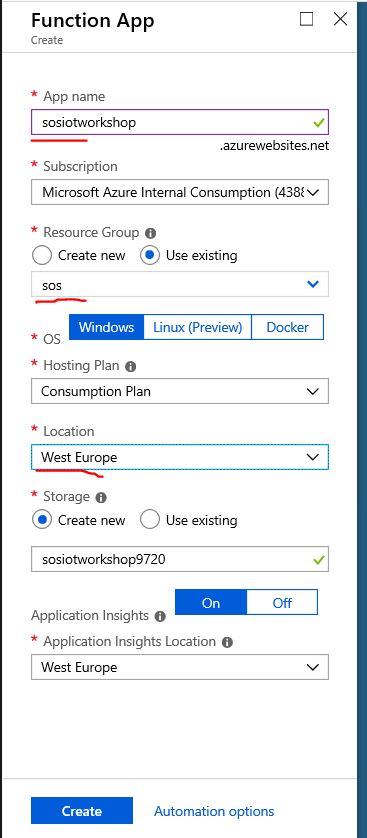 Function App
Create
* App name
sosiotworkshop
.azurewebsites.net
* Subscription
Microsoft Azure Internal Consumption (438
* Resource Group
Create new Use existing
sos
* OS Windows Linux (Preview) Docker
* Hosting Plan
Consumption Plan
* Location
West Europe
* Storage
Create new Use existing
sosiotworkshop9720
Application Insights On Off
* Application Insights Location
West Europe
Create Automation options